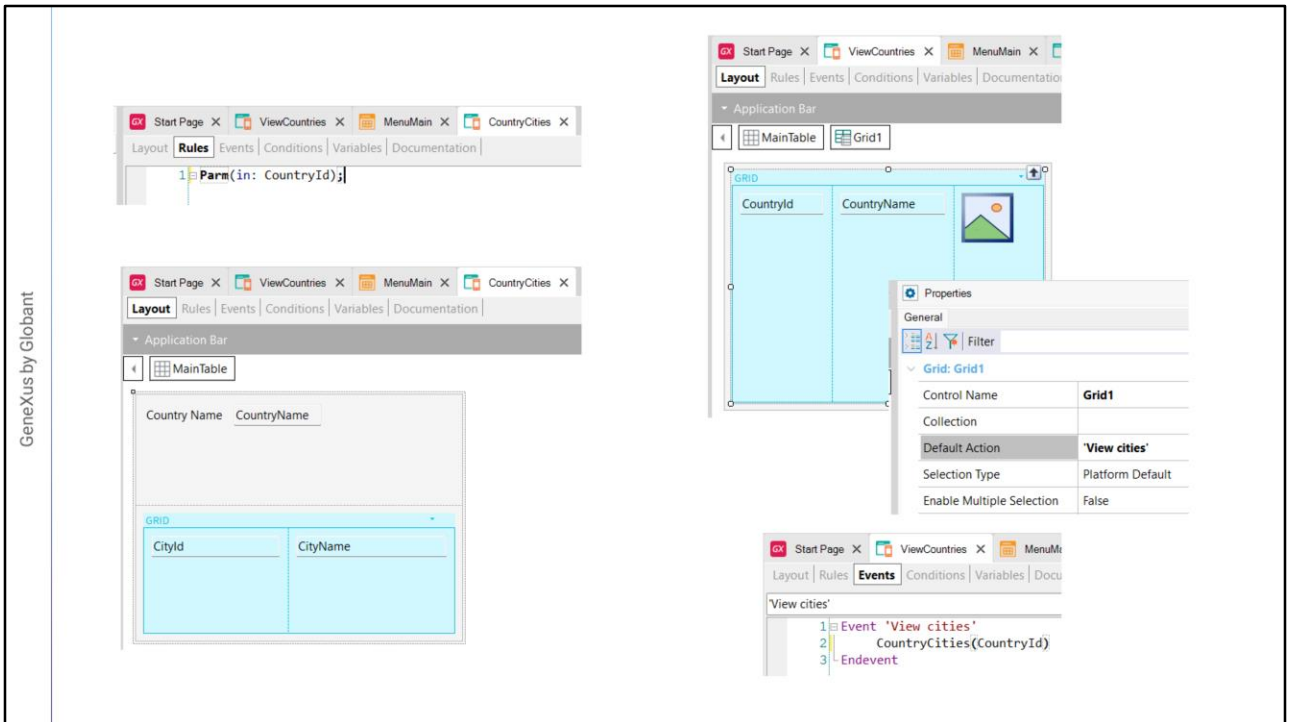 GeneXus by Globant
GX Start Page X ViewCountries X MenuMain X CountryCities X
Layout Rules Events Conditions Variables Documentation
1 Parm(in: CountryId);
GX Start Page X ViewCountries X MenuMain X CountryCities X
Layout Rules Events Conditions Variables Documentation
Application Bar
MainTable
Country Name CountryName
GRID
CityId CityName
GX Start Page X ViewCountries X MenuMain X
Layout Rules Events Conditions Variables Documentatio
Application Bar
MainTable Grid1
GRID
CountryId CountryName
Properties
General
Filter
Grid: Grid1
Control Name Grid1
Collection
Default Action 'View cities'
Selection Type Platform Default
Enable Multiple Selection False
GX Start Page X ViewCountries X MenuMa
Layout Rules Events Conditions Variables Docu
'View cities'
1 Event 'View cities'
2 CountryCities(CountryId)
3 Endevent